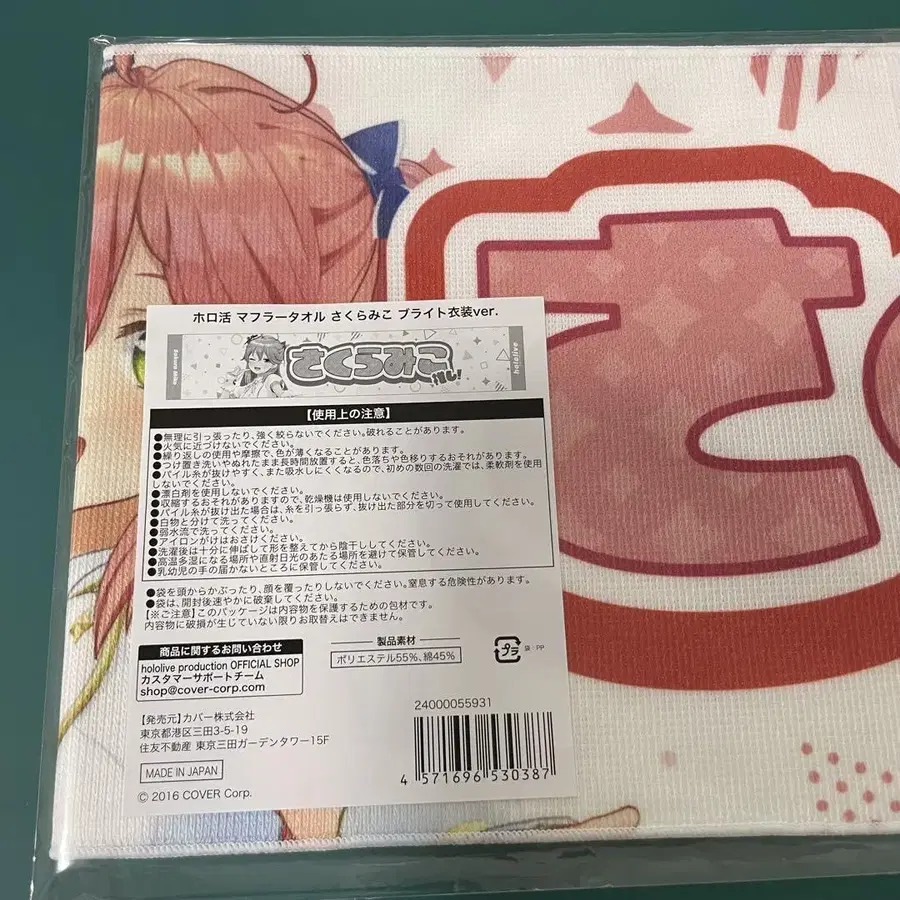 ホロ活 マフラータオル さくらみこ ブライト衣装ver.
Sakura Miko
さくらみこ
推し!
hololive
【使用上の注意】
●無理に引っ張ったり、強く絞らないでください。破れることがあります。
●火気に近づけないでください。
●繰り返しの使用や摩擦で、色が薄くなることがあります。
●つけ置き洗いやぬれたまま長時間放置すると、色落ちや色移りするおそれがあります。
●パイル糸が抜けやすく、また吸水しにくくなるので、初めの数回の洗濯では、柔軟剤を使用
しないでください。
●漂白剤を使用しないでください。
●収縮するおそれがありますので、乾燥機は使用しないでください。
●パイル糸が抜け出た場合は、糸を引っ張らず、抜け出た部分を切って使用してください。
●白物と分けて洗ってください。
●弱水流で洗ってください。
●アイロンがけはおさけください。
●洗濯後は十分に伸ばして形を整えてから陰干ししてください。
●高温多湿になる場所や直射日光のあたる場所を避けて保管してください。
●乳幼児の手の届かないところに保管してください。
●袋を頭からかぶったり、顔を覆ったりしないでください。窒息する危険性があります。
●袋は、開封後速やかに破棄してください。
【※ご注意】このパッケージは内容物を保護するための包材です。
内容物に破損が生じていない限りお取替えはできません。
商品に関するお問い合わせ
hololive production OFFICIAL SHOP
カスタマーサポートチーム
shop@cover-corp.com
製品素材
ポリエステル55%、綿45%
プラ
袋:PP
【発売元】カバー株式会社
東京都港区三田3-5-19
住友不動産 東京三田ガーデンタワー15F
MADE IN JAPAN
© 2016 COVER Corp.
24000055931
4 571696 530387
さ